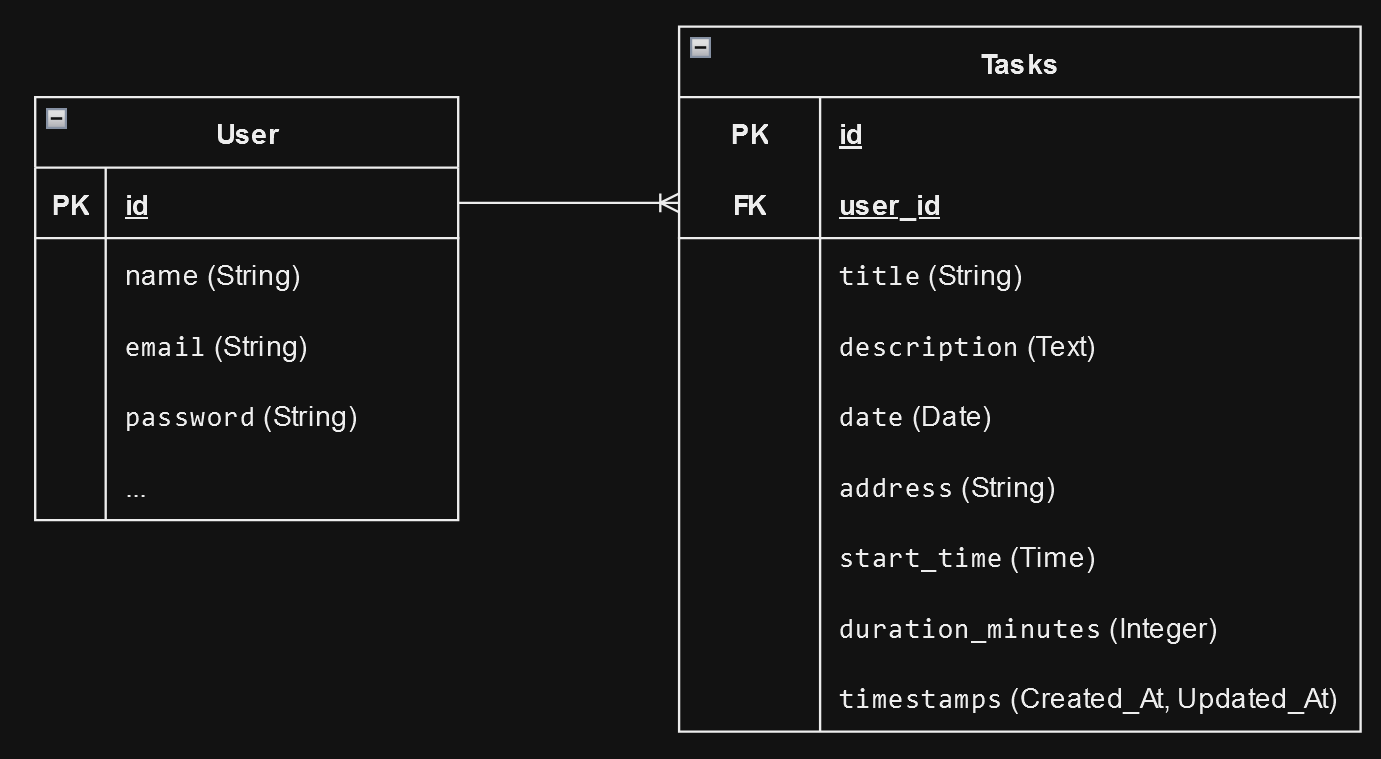 User
PK id
name (String)
email (String)
password (String)
...
Tasks
PK id
FK user_id
title (String)
description (Text)
date (Date)
address (String)
start_time (Time)
duration_minutes (Integer)
timestamps (Created_At, Updated_At)